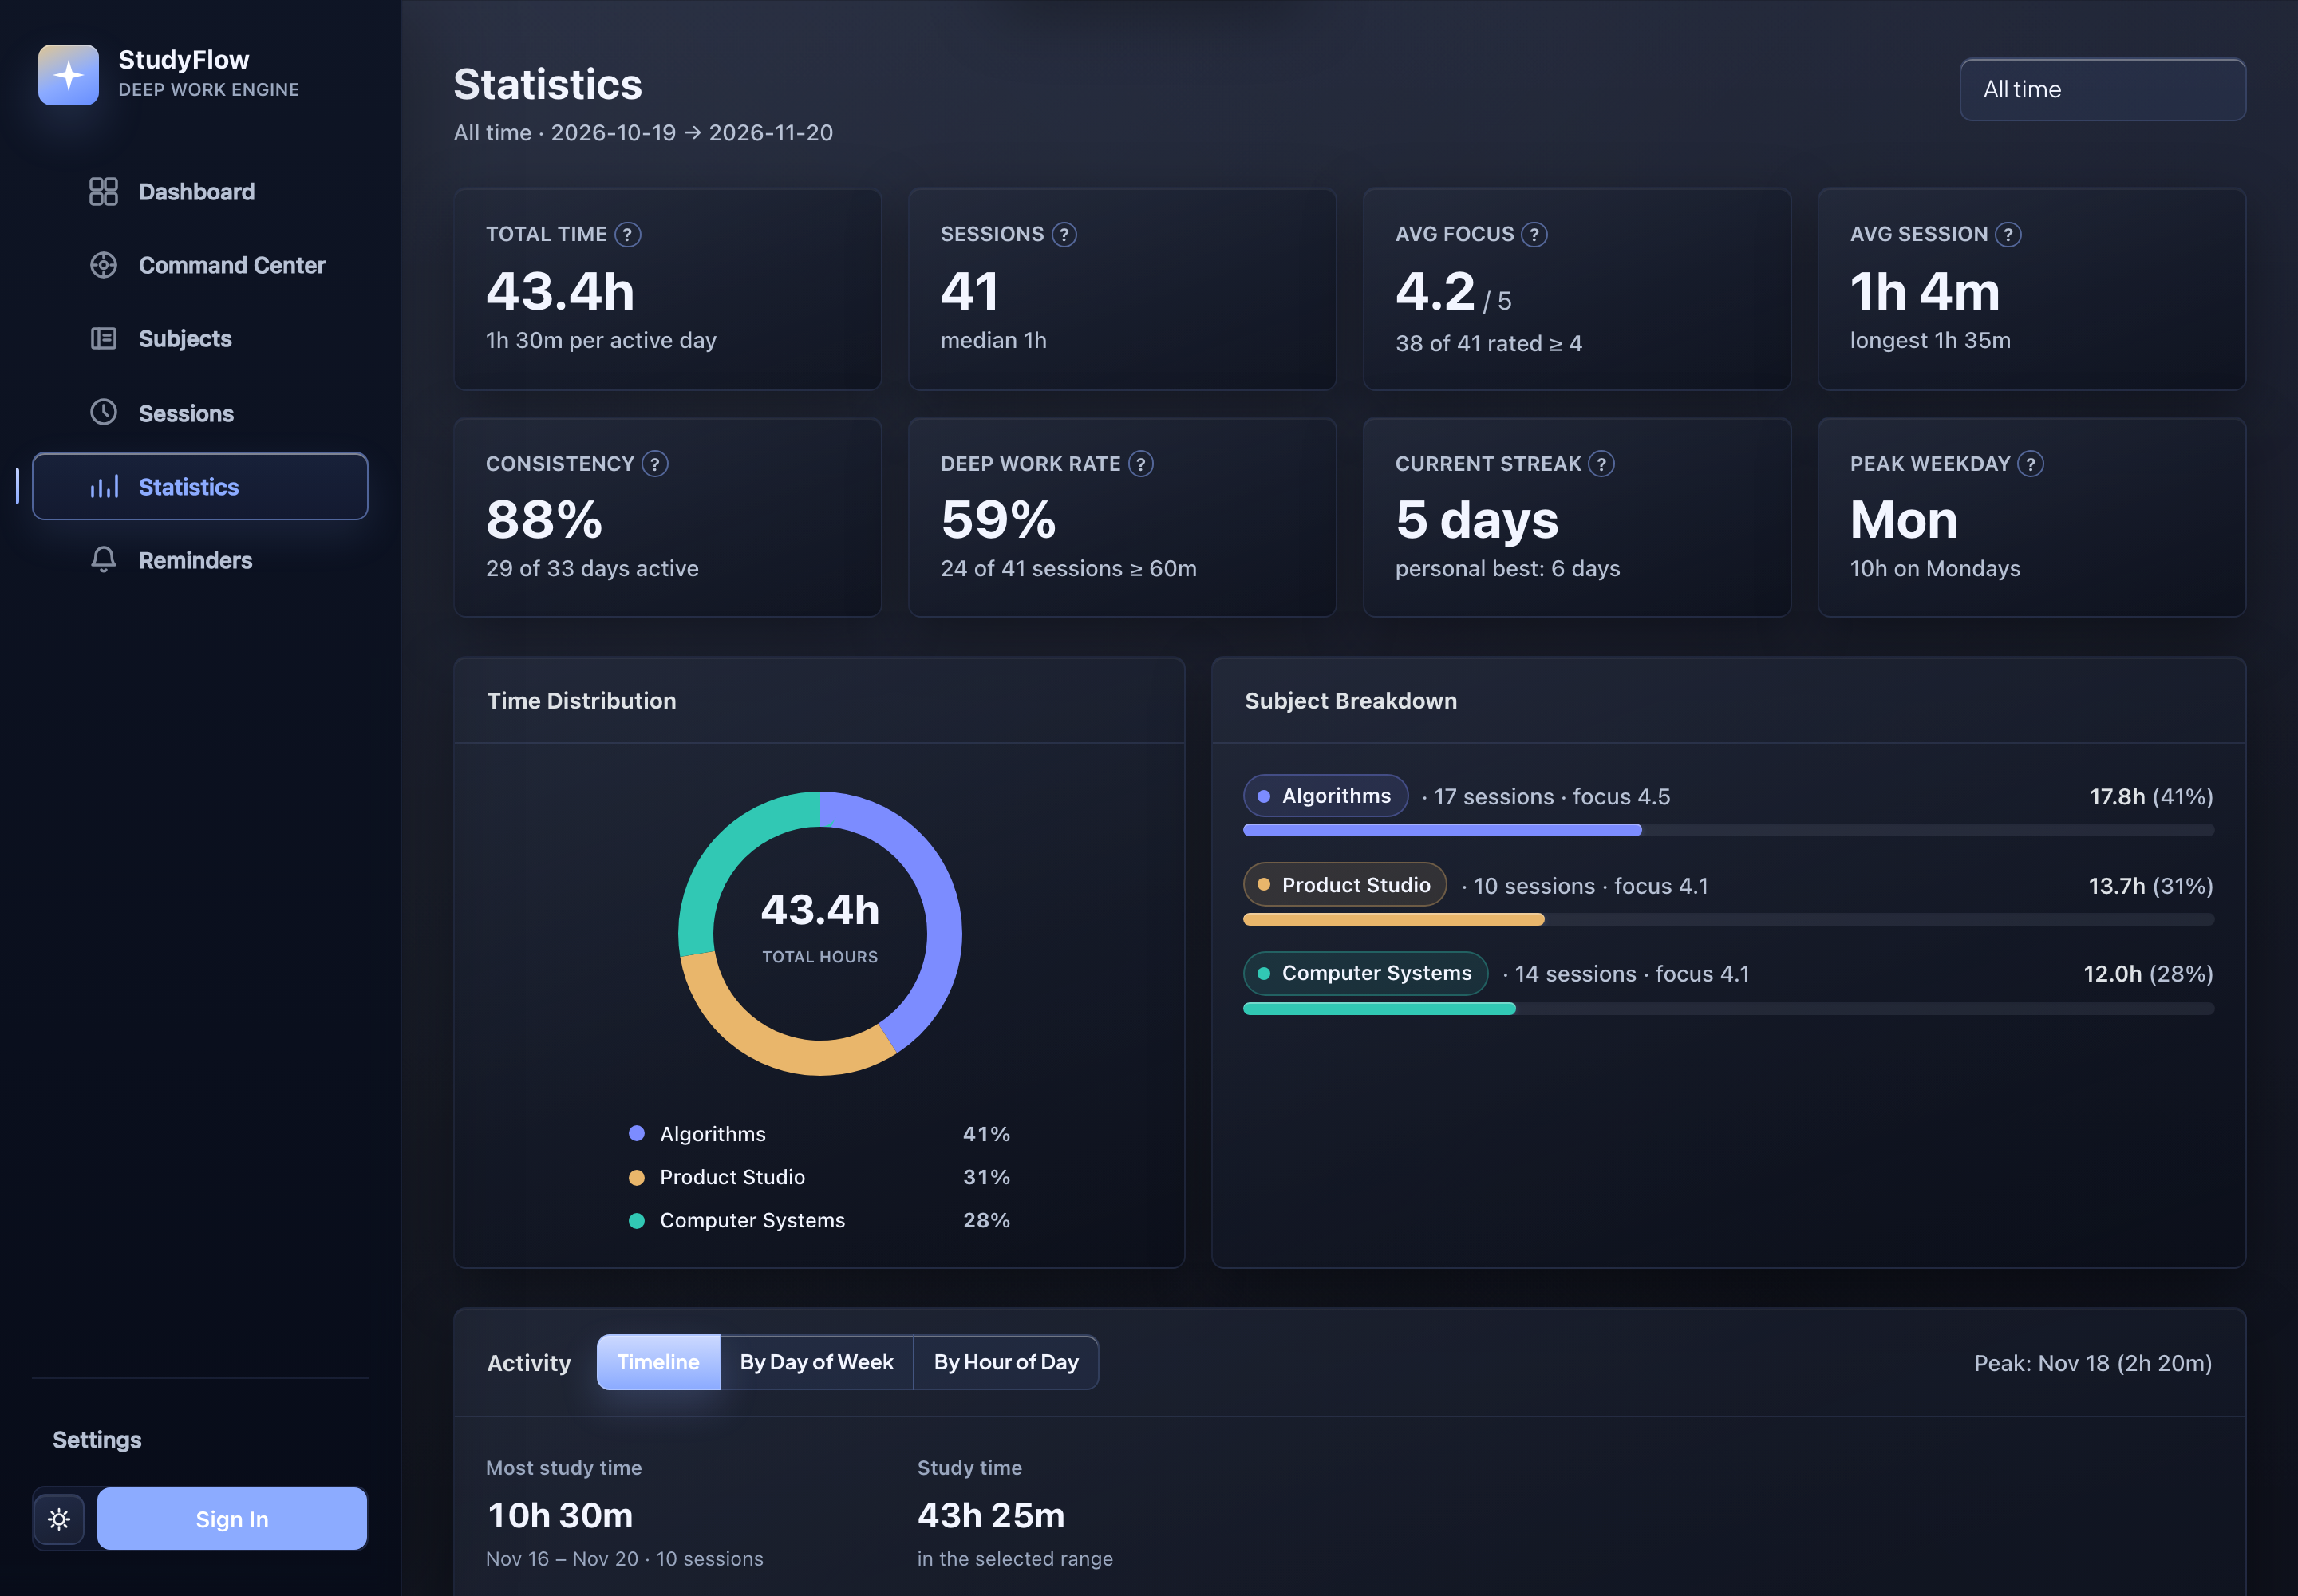 StudyFlow
DEEP WORK ENGINE
Dashboard
Command Center
Subjects
Sessions
Statistics
Reminders
Settings
Sign In
Statistics
All time · 2026-10-19 → 2026-11-20
All time
TOTAL TIME ?
43.4h
1h 30m per active day
SESSIONS ?
41
median 1h
AVG FOCUS ?
4.2 / 5
38 of 41 rated ≥ 4
AVG SESSION ?
1h 4m
longest 1h 35m
CONSISTENCY ?
88%
29 of 33 days active
DEEP WORK RATE ?
59%
24 of 41 sessions ≥ 60m
CURRENT STREAK ?
5 days
personal best: 6 days
PEAK WEEKDAY ?
Mon
10h on Mondays
Time Distribution
43.4h
TOTAL HOURS
Algorithms 41%
Product Studio 31%
Computer Systems 28%
Subject Breakdown
Algorithms · 17 sessions · focus 4.5 17.8h (41%)
Product Studio · 10 sessions · focus 4.1 13.7h (31%)
Computer Systems · 14 sessions · focus 4.1 12.0h (28%)
Activity Timeline By Day of Week By Hour of Day Peak: Nov 18 (2h 20m)
Most study time
10h 30m
Nov 16 – Nov 20 · 10 sessions
Study time
43h 25m
in the selected range